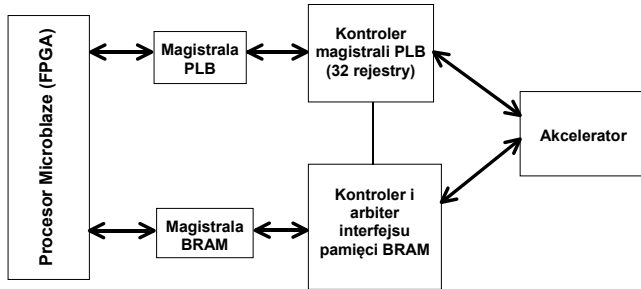 Procesor Microblaze (FPGA)
Magistrala
PLB
Kontroler
magistrali PLB
(32 rejestry)
Akcelerator
Magistrala
BRAM
Kontroler i
arbiter
interfejsu
pamięci BRAM